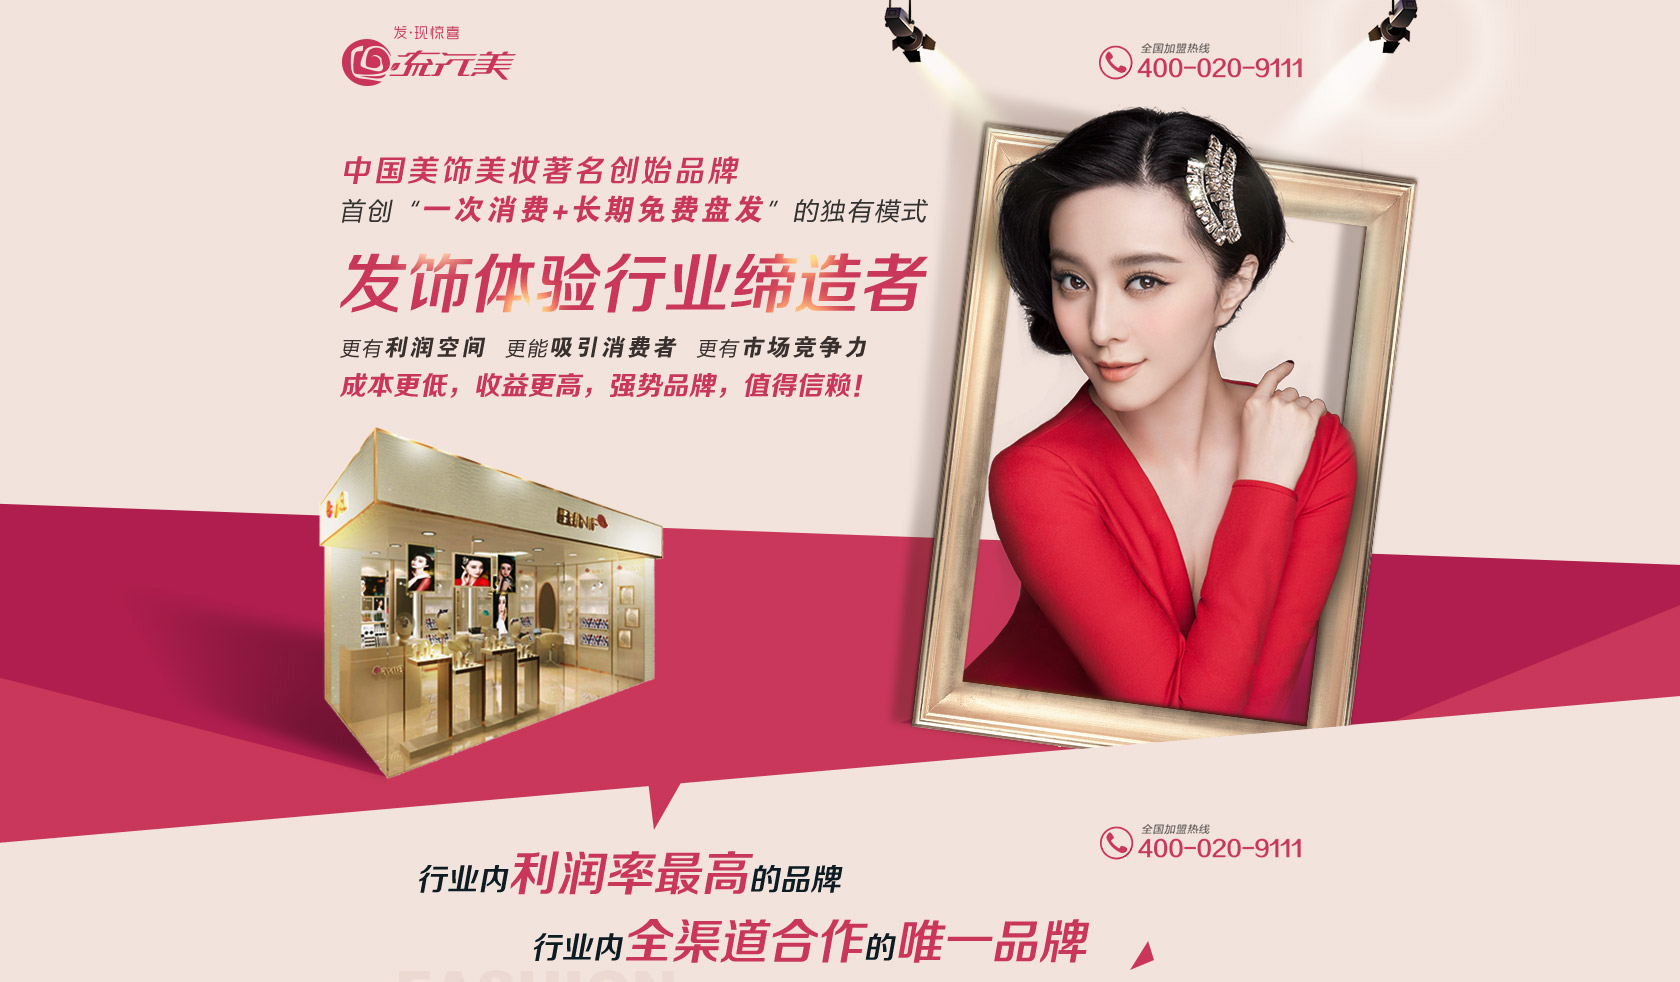 发·现惊喜
流行美
全国加盟热线
400-020-9111
中国美饰美妆著名创始品牌
首创“一次消费+长期免费盘发”的独有模式
发饰体验行业缔造者
更有利润空间 更能吸引消费者 更有市场竞争力
成本更低，收益更高，强势品牌，值得信赖！
全国加盟热线
400-020-9111
行业内利润率最高的品牌
行业内全渠道合作的唯一品牌
FASHION